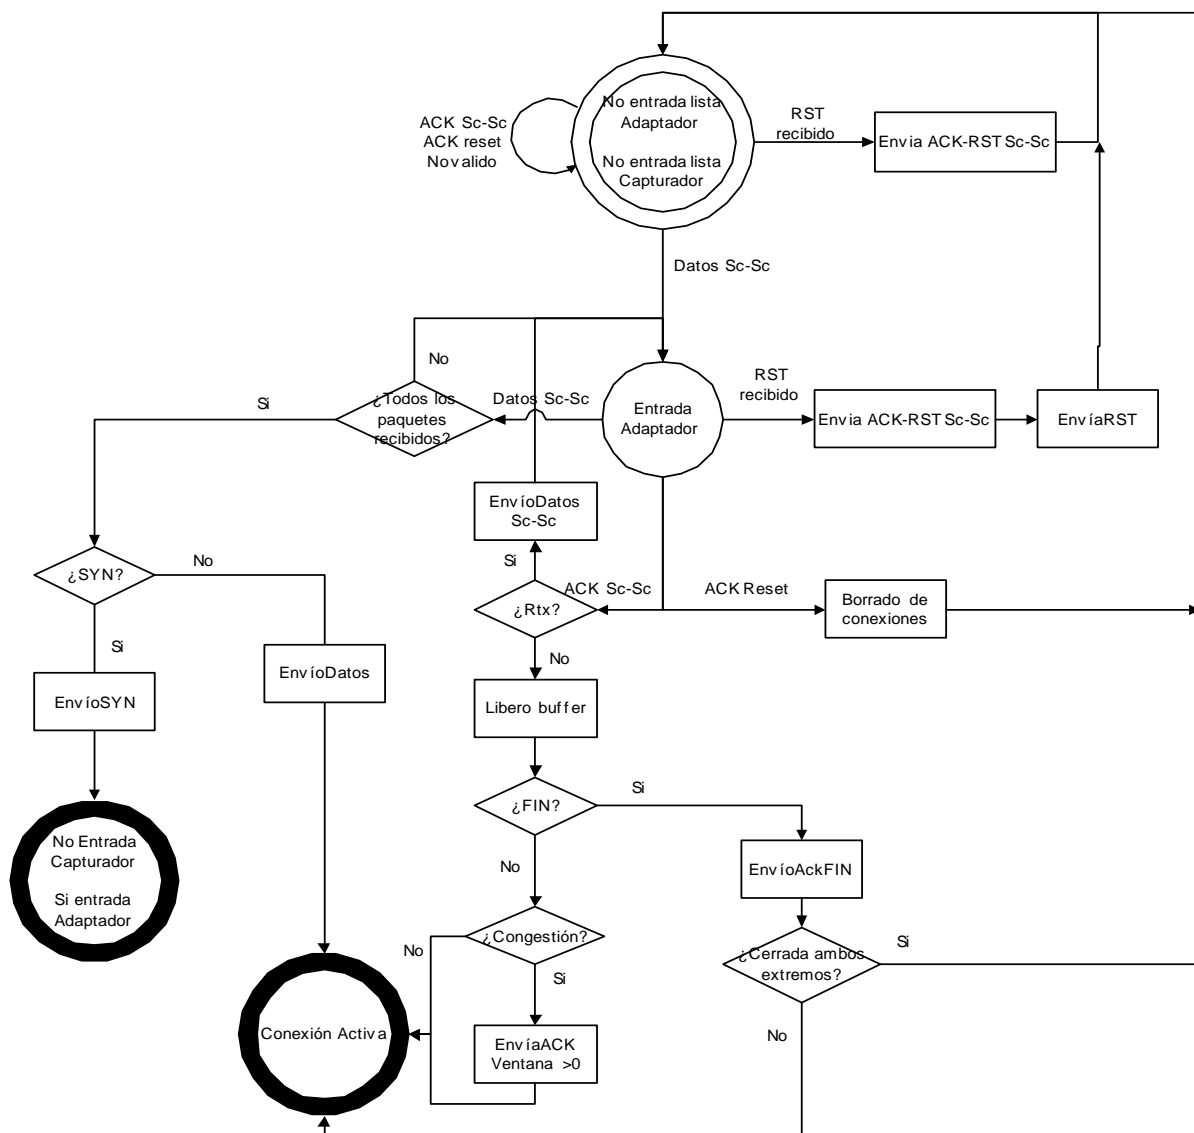 No entrada lista
Adaptador
No entrada lista
Capturador
ACK Sc-Sc
ACK reset
No valido
RST
recibido
Envia ACK-RST Sc-Sc
Datos Sc-Sc
No
Si
¿Todos los
paquetes
recibidos?
Datos Sc-Sc
Entrada
Adaptador
RST
recibido
Envia ACK-RST Sc-Sc
EnvíaRST
EnvíoDatos
Sc-Sc
¿SYN?
No
Si
ACK Sc-Sc
ACK Reset
¿Rtx?
Borrado de
conexiones
Si
No
EnvíoDatos
EnvíoSYN
Libero buffer
¿FIN?
Si
No Entrada
Capturador
Si entrada
Adaptador
No
EnvíoAckFIN
¿Congestión?
No
Si
¿Cerrada ambos
extremos?
Si
Conexión Activa
EnvíaACK
Ventana >0
No